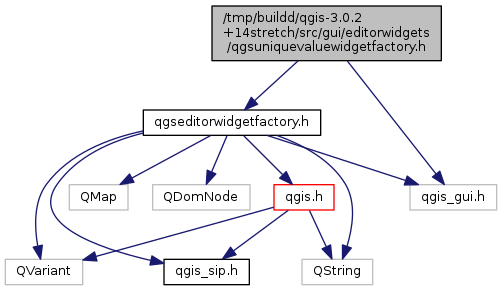 /tmp/buildd/qgis-3.0.2
+14stretch/src/gui/editorwidgets
/qgsuniquevaluewidgetfactory.h
qgseditorwidgetfactory.h
QMap
QDomNode
qgis.h
qgis_gui.h
QVariant
qgis_sip.h
QString